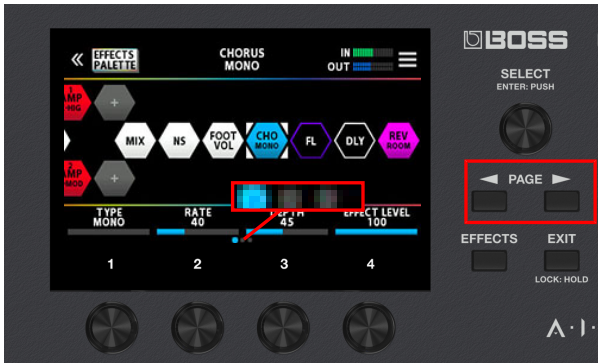 BOSS
SELECT
ENTER: PUSH
EFFECTS
PALETTE
CHORUS
MONO
IN
OUT
AMP
+
MIX
NS
FOOT
VOL
CHO
MONO
FL
DLY
REV
ROOM
AMP
+
PAGE
TYPE
MONO
RATE
40
DEPTH
45
EFFECT LEVEL
100
1
2
3
4
EFFECTS
EXIT
LOCK: HOLD